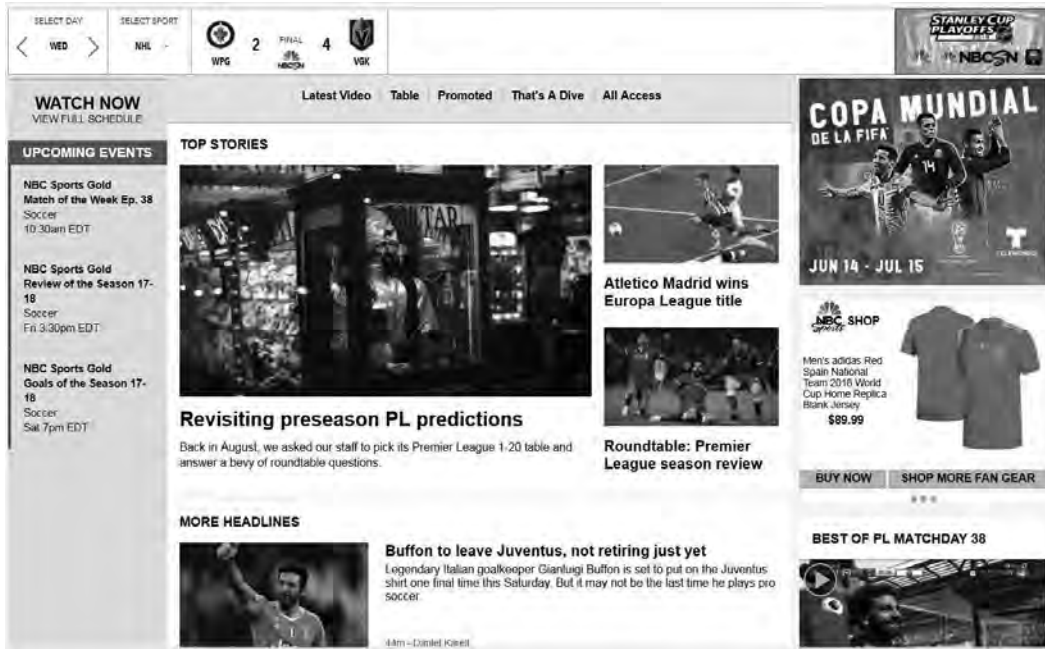 SELECT DAY
WED
SELECT SPORT
NHL
WPG
2
FINAL
NBCSN
4
VGK
STANLEY CUP
PLAYOFFS
NBCSN
WATCH NOW
VIEW FULL SCHEDULE
UPCOMING EVENTS
NBC Sports Gold
Match of the Week Ep. 38
Soccer
10:30am EDT
NBC Sports Gold
Review of the Season 17-
18
Soccer
Fri 3:30pm EDT
NBC Sports Gold
Goals of the Season 17-
18
Soccer
Sat 7pm EDT
Latest Video
Table
Promoted
That's A Dive
All Access
TOP STORIES
Revisiting preseason PL predictions
Back in August, we asked our staff to pick its Premier League 1-20 table and
answer a bevy of roundtable questions.
Atletico Madrid wins
Europa League title
Roundtable: Premier
League season review
MORE HEADLINES
Buffon to leave Juventus, not retiring just yet
Legendary Italian goalkeeper Gianluigi Buffon is set to put on the Juventus
shirt one final time this Saturday. But it may not be the last time he plays pro
soccer.
44m – Daniel Karell
COPA MUNDIAL
DE LA FIFA
14
10
JUN 14 - JUL 15
TELEMUNDO
NBC SHOP
Sports
Men's adidas Red
Spain National
Team 2018 World
Cup Home Replica
Blank Jersey
$89.99
BUY NOW
SHOP MORE FAN GEAR
BEST OF PL MATCHDAY 38